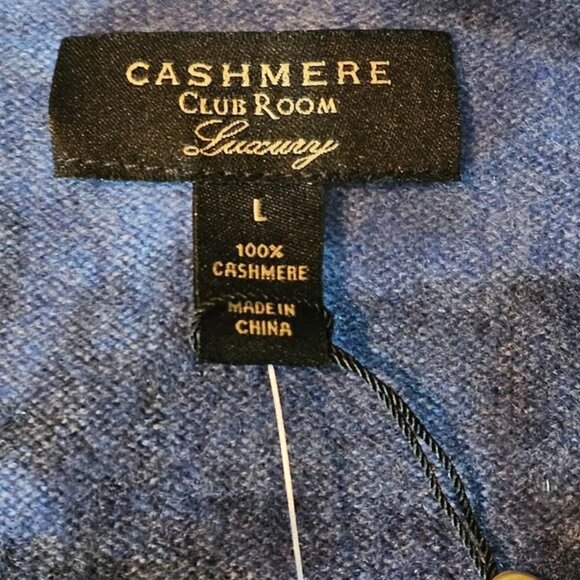 CASHMERE
CLUB ROOM
Luxury
L
100%
CASHMERE
MADE IN
CHINA